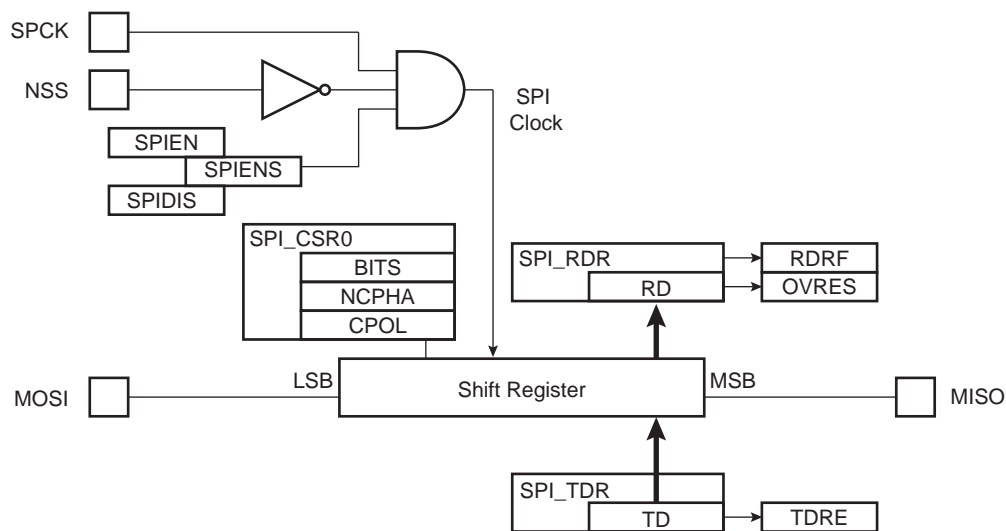 SPCK
NSS
SPI
Clock
SPIEN
SPIENS
SPIDIS
SPI_CSR0
BITS
NCPHA
CPOL
SPI_RDR
RD
RDRF
OVRES
MOSI
LSB
Shift Register
MSB
MISO
SPI_TDR
TD
TDRE